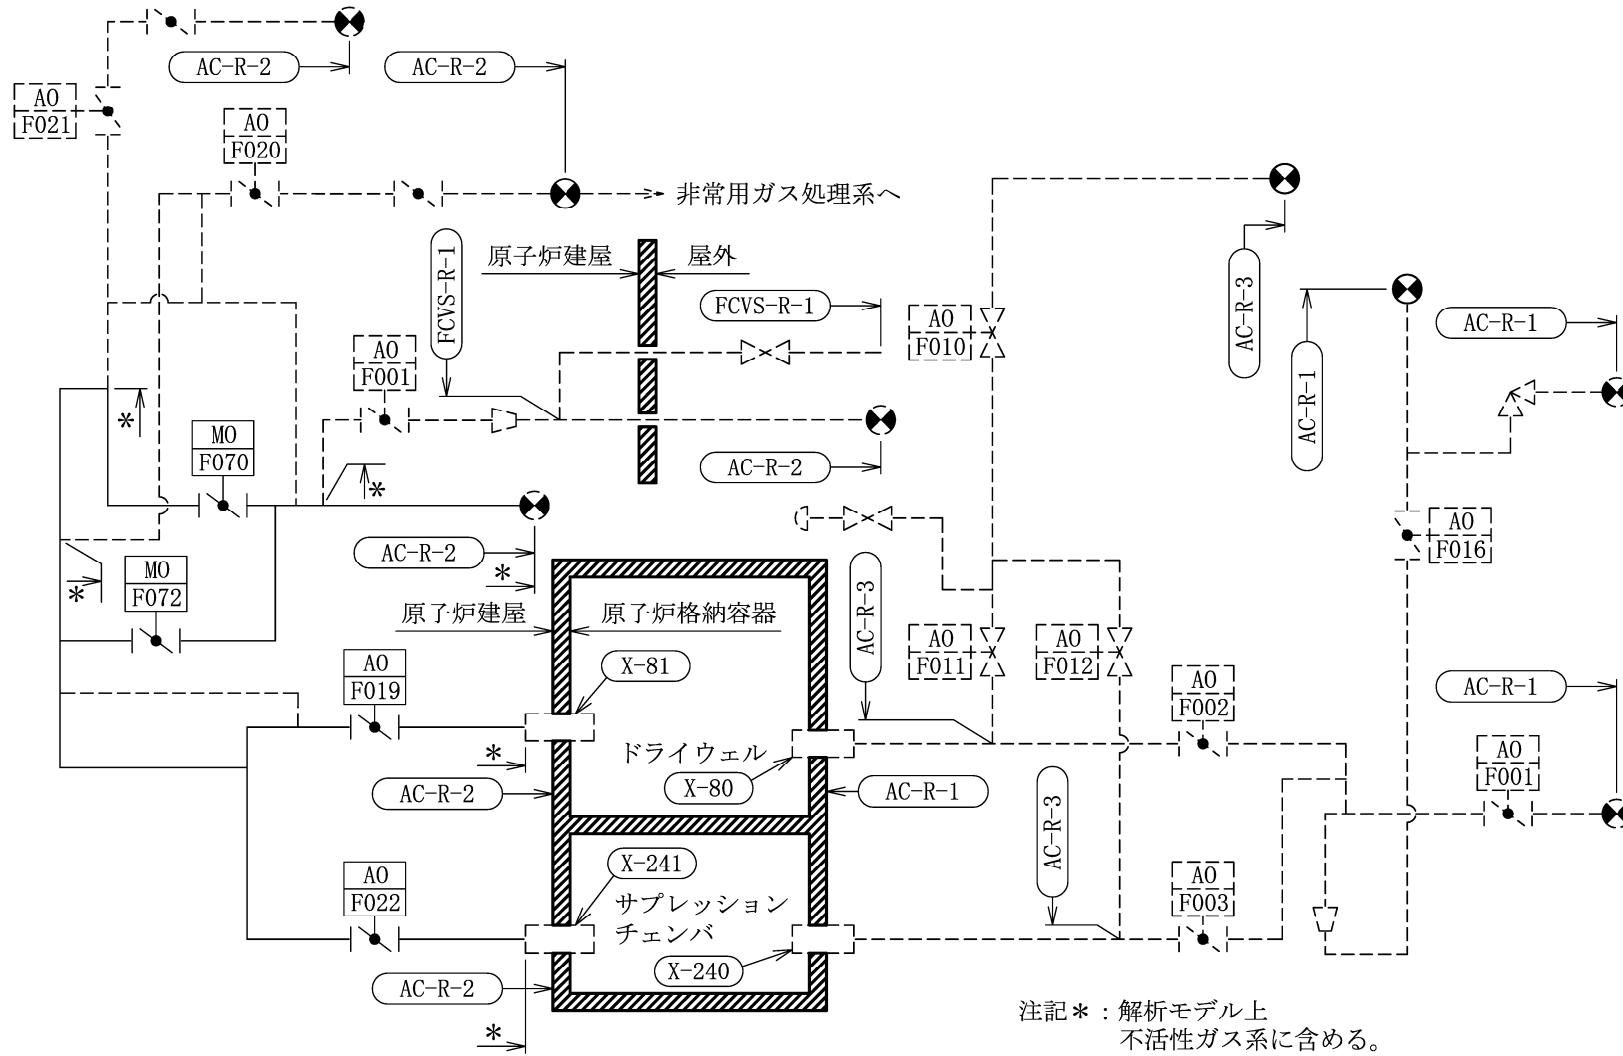 AC-R-2
AC-R-2
AO
F021
AO
F020
非常用ガス処理系へ
FCVS-R-1
原子炉建屋
屋外
FCVS-R-1
AO
F010
AC-R-3
AC-R-1
AC-R-1
AO
F001
*
MO
F070
*
AC-R-2
AC-R-2
*
AO
F016
*
MO
F072
原子炉建屋
原子炉格納容器
AC-R-3
AO
F011
AO
F012
AO
F019
X-81
AO
F002
AC-R-1
*
ドライウェル
AO
F001
AC-R-2
X-80
AC-R-1
AC-R-3
AO
F022
X-241
サプレッション
チェンバ
AO
F003
X-240
AC-R-2
*
注記*：解析モデル上
不活性ガス系に含める。